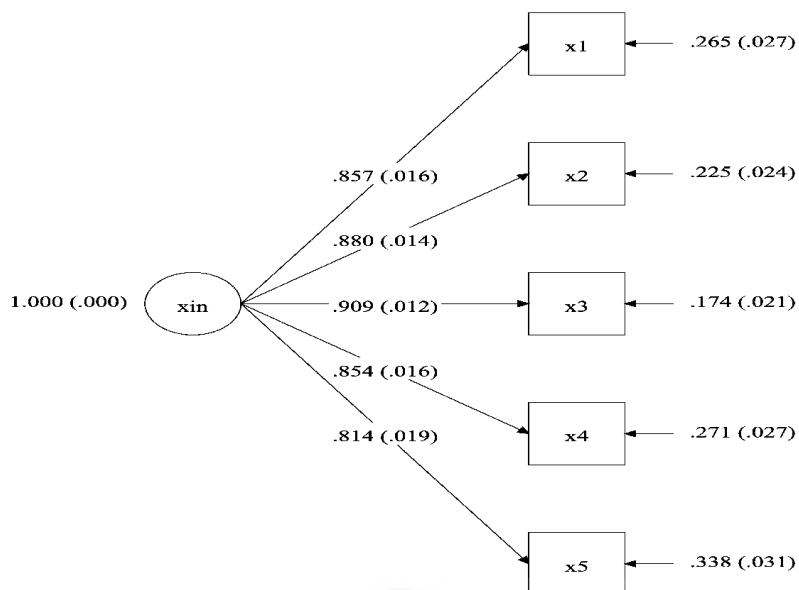 x1
.265 (.027)
.857 (.016)
x2
.225 (.024)
.880 (.014)
1.000 (.000)
xin
.909 (.012)
x3
.174 (.021)
.854 (.016)
x4
.271 (.027)
.814 (.019)
x5
.338 (.031)